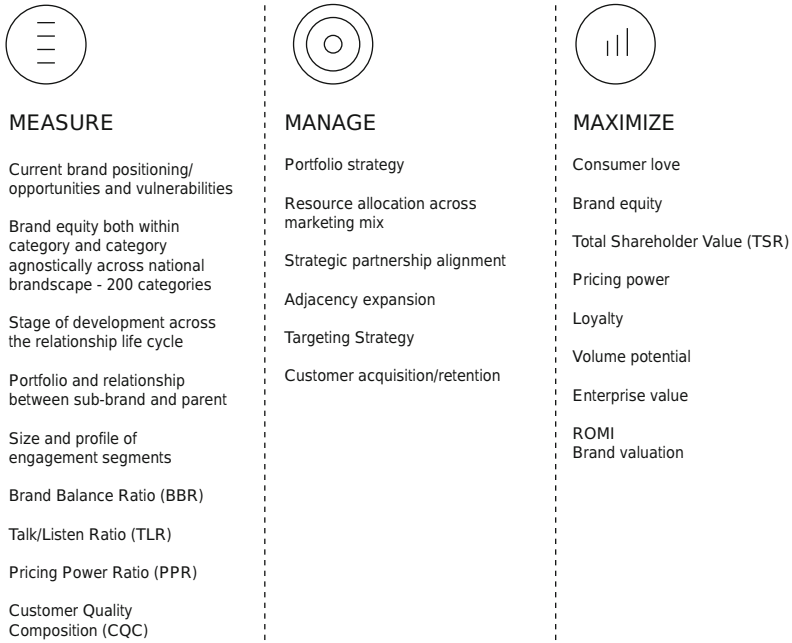 MEASURE
Current brand positioning/
opportunities and vulnerabilities
Brand equity both within
category and category
agnostically across national
brandscape - 200 categories
Stage of development across
the relationship life cycle
Portfolio and relationship
between sub-brand and parent
Size and profile of
engagement segments
Brand Balance Ratio (BBR)
Talk/Listen Ratio (TLR)
Pricing Power Ratio (PPR)
Customer Quality
Composition (CQC)
MANAGE
Portfolio strategy
Resource allocation across
marketing mix
Strategic partnership alignment
Adjacency expansion
Targeting Strategy
Customer acquisition/retention
MAXIMIZE
Consumer love
Brand equity
Total Shareholder Value (TSR)
Pricing power
Loyalty
Volume potential
Enterprise value
ROMI
Brand valuation